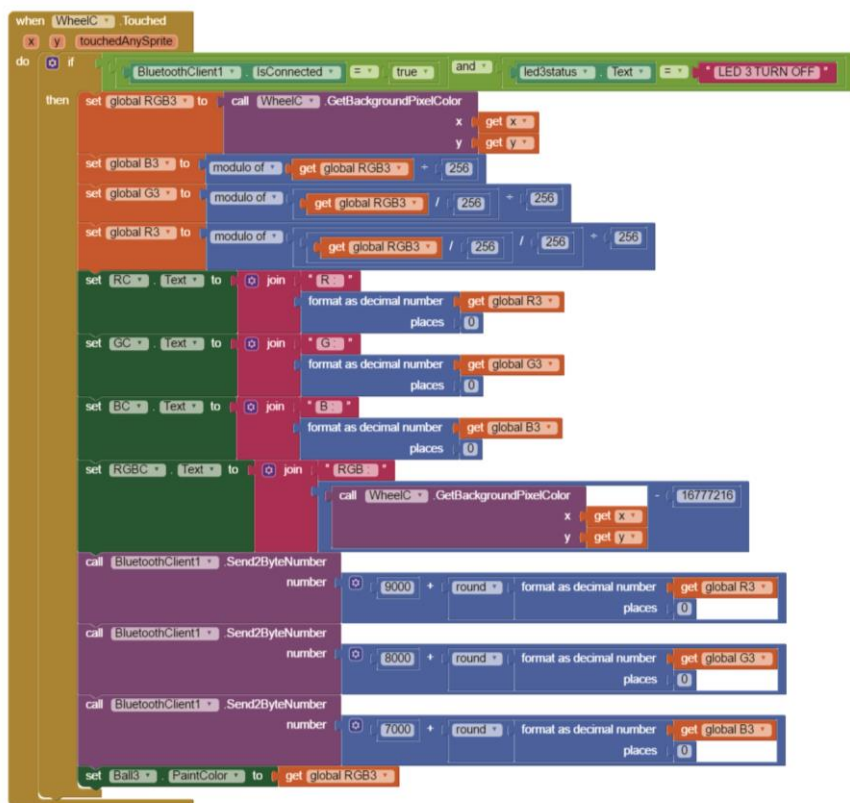 when WheelC .Touched
x y touchedAnySprite
do if BluetoothClient1 . IsConnected = true and led3status . Text = " LED 3 TURN OFF "
then set global RGB3 to call WheelC .GetBackgroundPixelColor
x get x
y get y
set global B3 to modulo of get global RGB3 ÷ 256
set global G3 to modulo of get global RGB3 / 256 ÷ 256
set global R3 to modulo of get global RGB3 / 256 / 256 ÷ 256
set RC . Text to join " R : "
format as decimal number get global R3
places 0
set GC . Text to join " G : "
format as decimal number get global G3
places 0
set BC . Text to join " B : "
format as decimal number get global B3
places 0
set RGBC . Text to join " RGB : "
call WheelC .GetBackgroundPixelColor - 16777216
x get x
y get y
call BluetoothClient1 .Send2ByteNumber
number 9000 + round format as decimal number get global R3
places 0
call BluetoothClient1 .Send2ByteNumber
number 8000 + round format as decimal number get global G3
places 0
call BluetoothClient1 .Send2ByteNumber
number 7000 + round format as decimal number get global B3
places 0
set Ball3 . PaintColor to get global RGB3